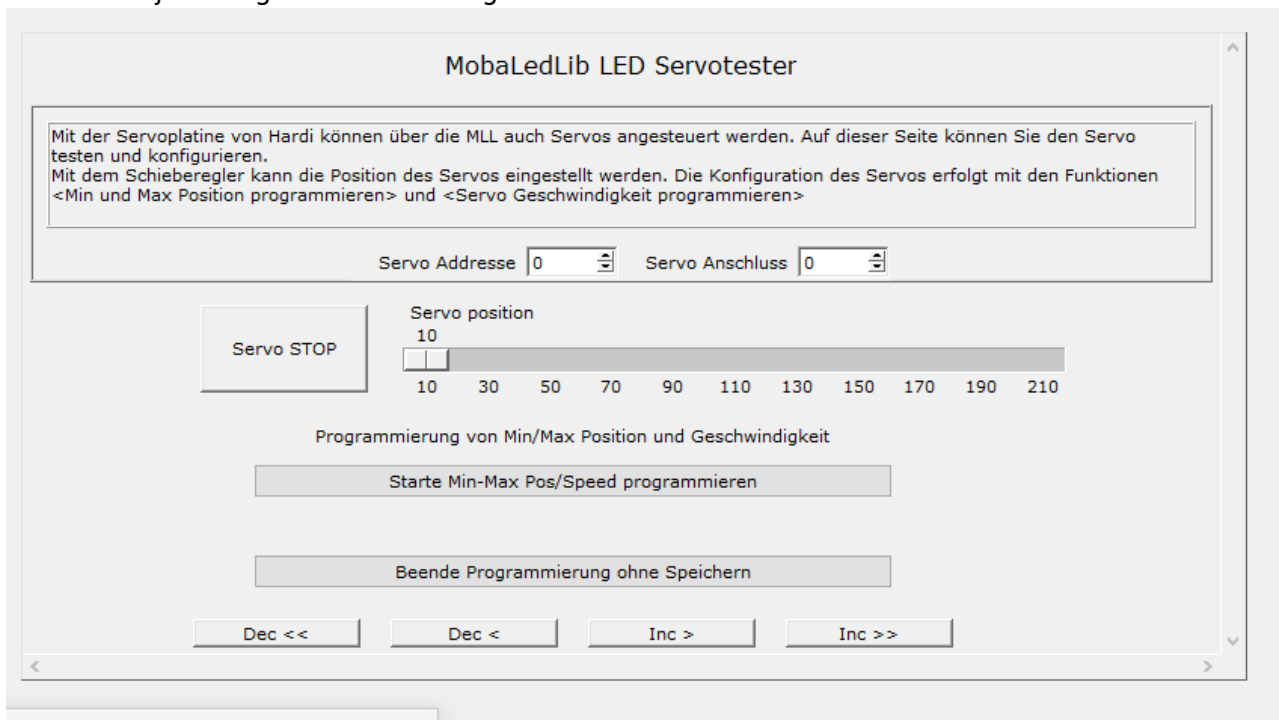 MobaLedLib LED Servotester
Mit der Servoplatine von Hardi können über die MLL auch Servos angesteuert werden. Auf dieser Seite können Sie den Servo
testen und konfigurieren.
Mit dem Schieberegler kann die Position des Servos eingestellt werden. Die Konfiguration des Servos erfolgt mit den Funktionen
<Min und Max Position programmieren> und <Servo Geschwindigkeit programmieren>
Servo Addresse 0 Servo Anschluss 0
Servo STOP
Servo position
10
10 30 50 70 90 110 130 150 170 190 210
Programmierung von Min/Max Position und Geschwindigkeit
Starte Min-Max Pos/Speed programmieren
Beende Programmierung ohne Speichern
Dec << Dec < Inc > Inc >>